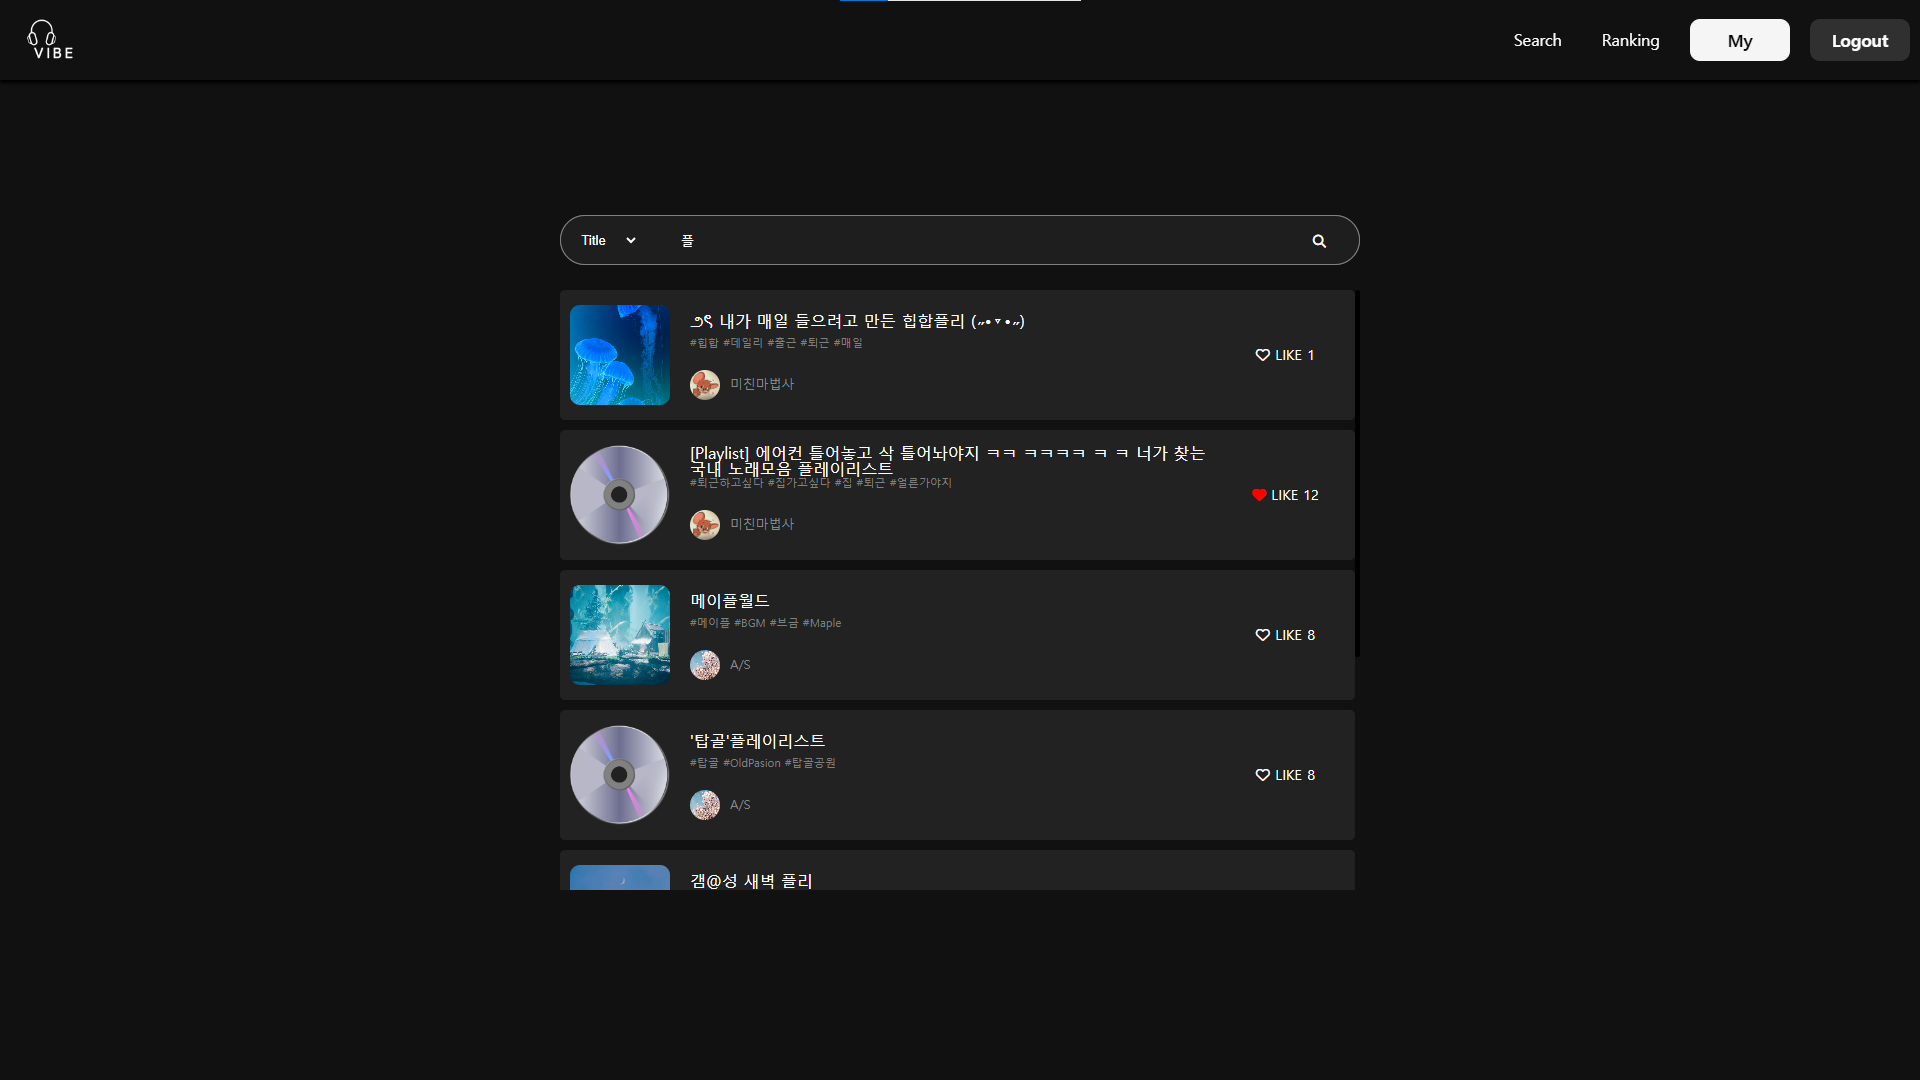 VIBE
Search
Ranking
My
Logout
Title
플
౨ৎ 내가 매일 들으려고 만든 힙합플리 (˶• ▿ •˶)
#힙합 #데일리 #출근 #퇴근 #매일
미친마법사
LIKE 1
[Playlist] 에어컨 틀어놓고 삭 틀어놔야지 ㅋㅋ ㅋㅋㅋㅋ ㅋ ㅋ 너가 찾는
국내 노래모음 플레이리스트
#퇴근하고싶다 #집가고싶다 #집 #퇴근 #얼른가야지
미친마법사
LIKE 12
메이플월드
#메이플 #BGM #브금 #Maple
A/S
LIKE 8
'탑골'플레이리스트
#탑골 #OldPasion #탑골공원
A/S
LIKE 8
갬@성 새벽 플리